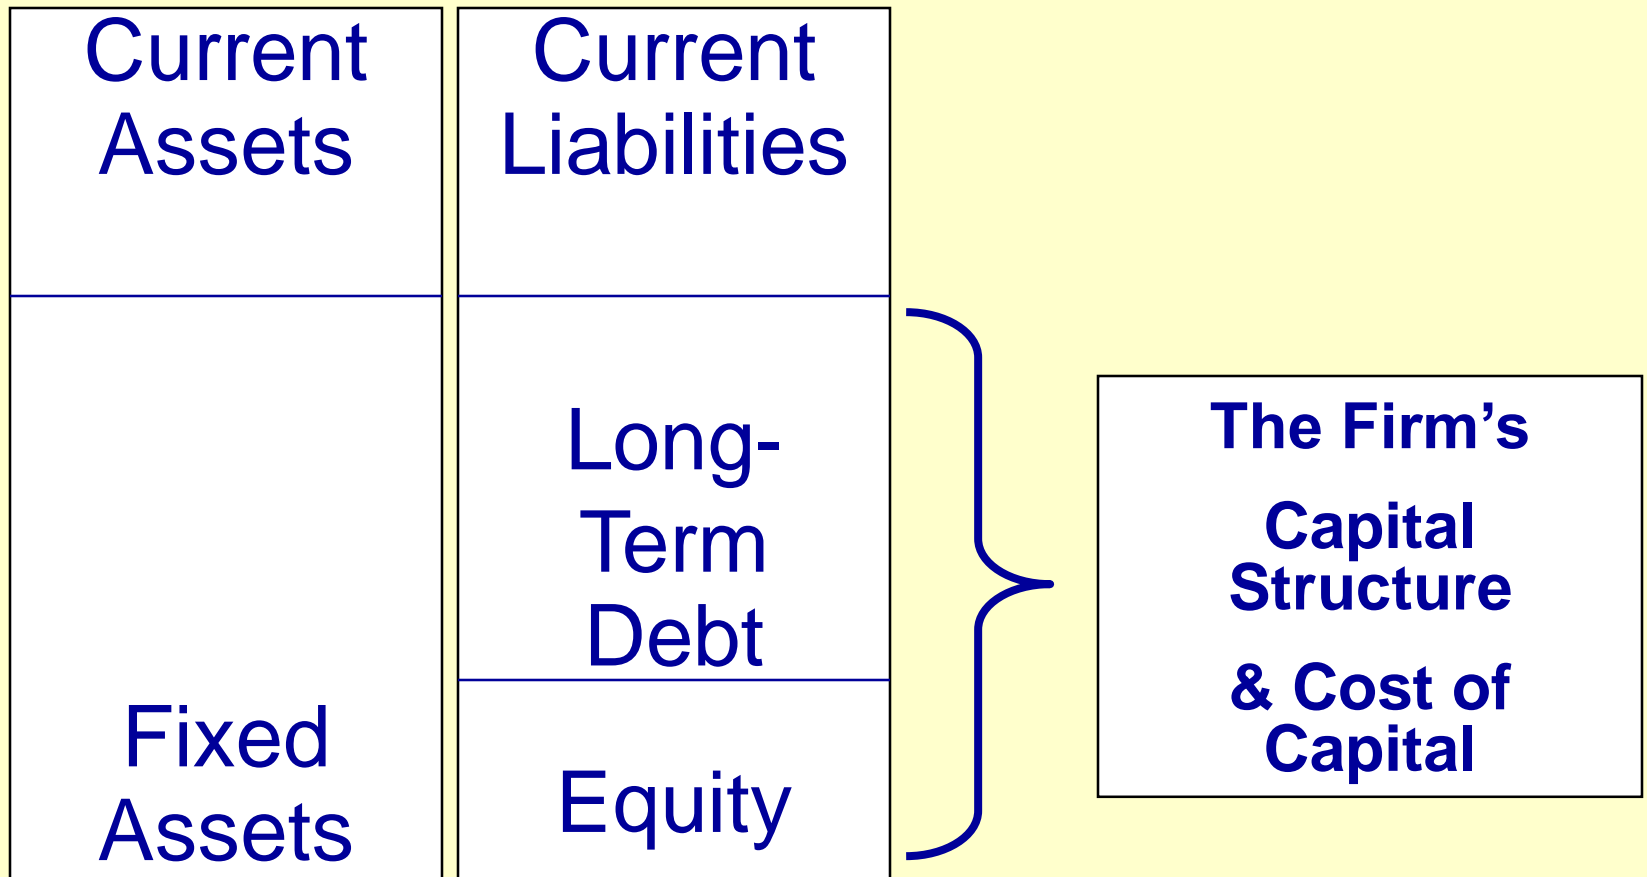 Current
Assets
Current
Liabilities
Fixed
Assets
Long-
Term
Debt
Equity
The Firm’s
Capital
Structure
& Cost of
Capital